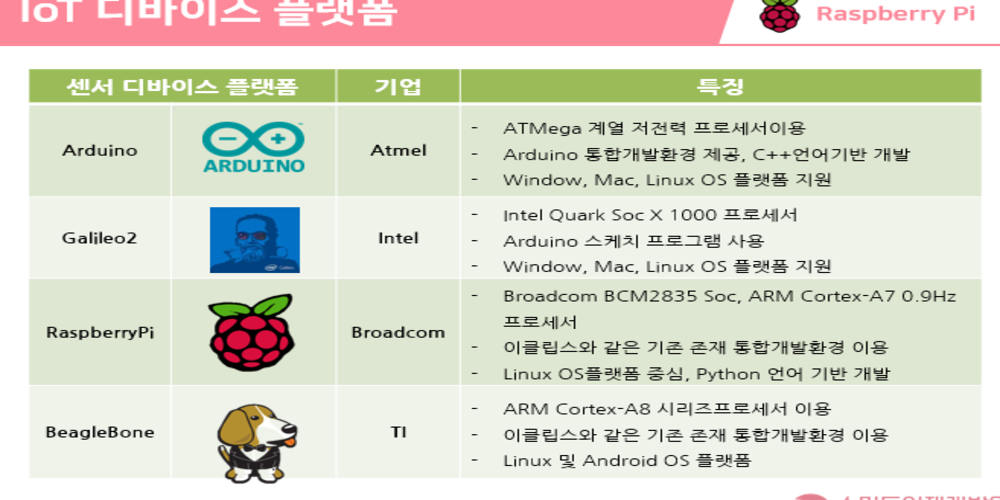 IoT 디바이스 플랫폼
Raspberry Pi
센서 디바이스 플랫폼 기업 특징
Arduino ARDUINO Atmel
- ATMega 계열 저전력 프로세서이용
- Arduino 통합개발환경 제공, C++언어기반 개발
- Window, Mac, Linux OS 플랫폼 지원
Galileo2 Intel
- Intel Quark Soc X 1000 프로세서
- Arduino 스케치 프로그램 사용
- Window, Mac, Linux OS 플랫폼 지원
RaspberryPi Broadcom
- Broadcom BCM2835 Soc, ARM Cortex-A7 0.9Hz
프로세서
- 이클립스와 같은 기존 존재 통합개발환경 이용
- Linux OS플랫폼 중심, Python 언어 기반 개발
BeagleBone TI
- ARM Cortex-A8 시리즈프로세서 이용
- 이클립스와 같은 기존 존재 통합개발환경 이용
- Linux 및 Android OS 플랫폼